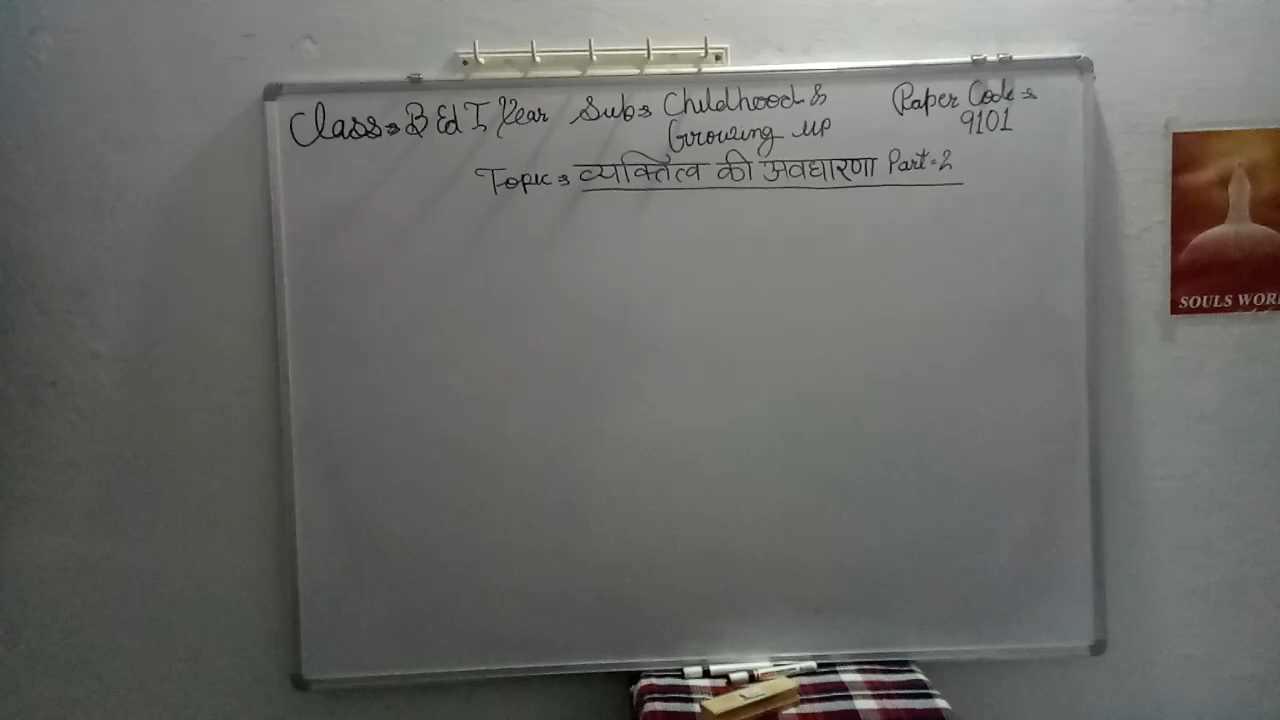 Class → B Ed I Year Sub → Childhood & Growing up
Paper Code → 9101
Topic → व्यक्तित्व की अवधारणा Part = 2
SOULS WOR